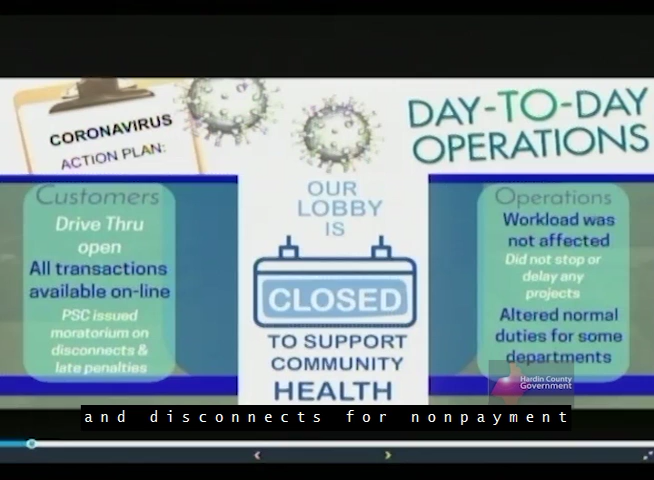 CORONAVIRUS
ACTION PLAN:
DAY-TO-DAY
OPERATIONS
Customers
Drive Thru
open
All transactions
available on-line
PSC issued
moratorium on
disconnects &
late penalties
OUR
LOBBY
IS
CLOSED
TO SUPPORT
COMMUNITY
HEALTH
Operations
Workload was
not affected
Did not stop or
delay any
projects
Altered normal
duties for some
departments
Hardin County
Government
and disconnects for nonpayment